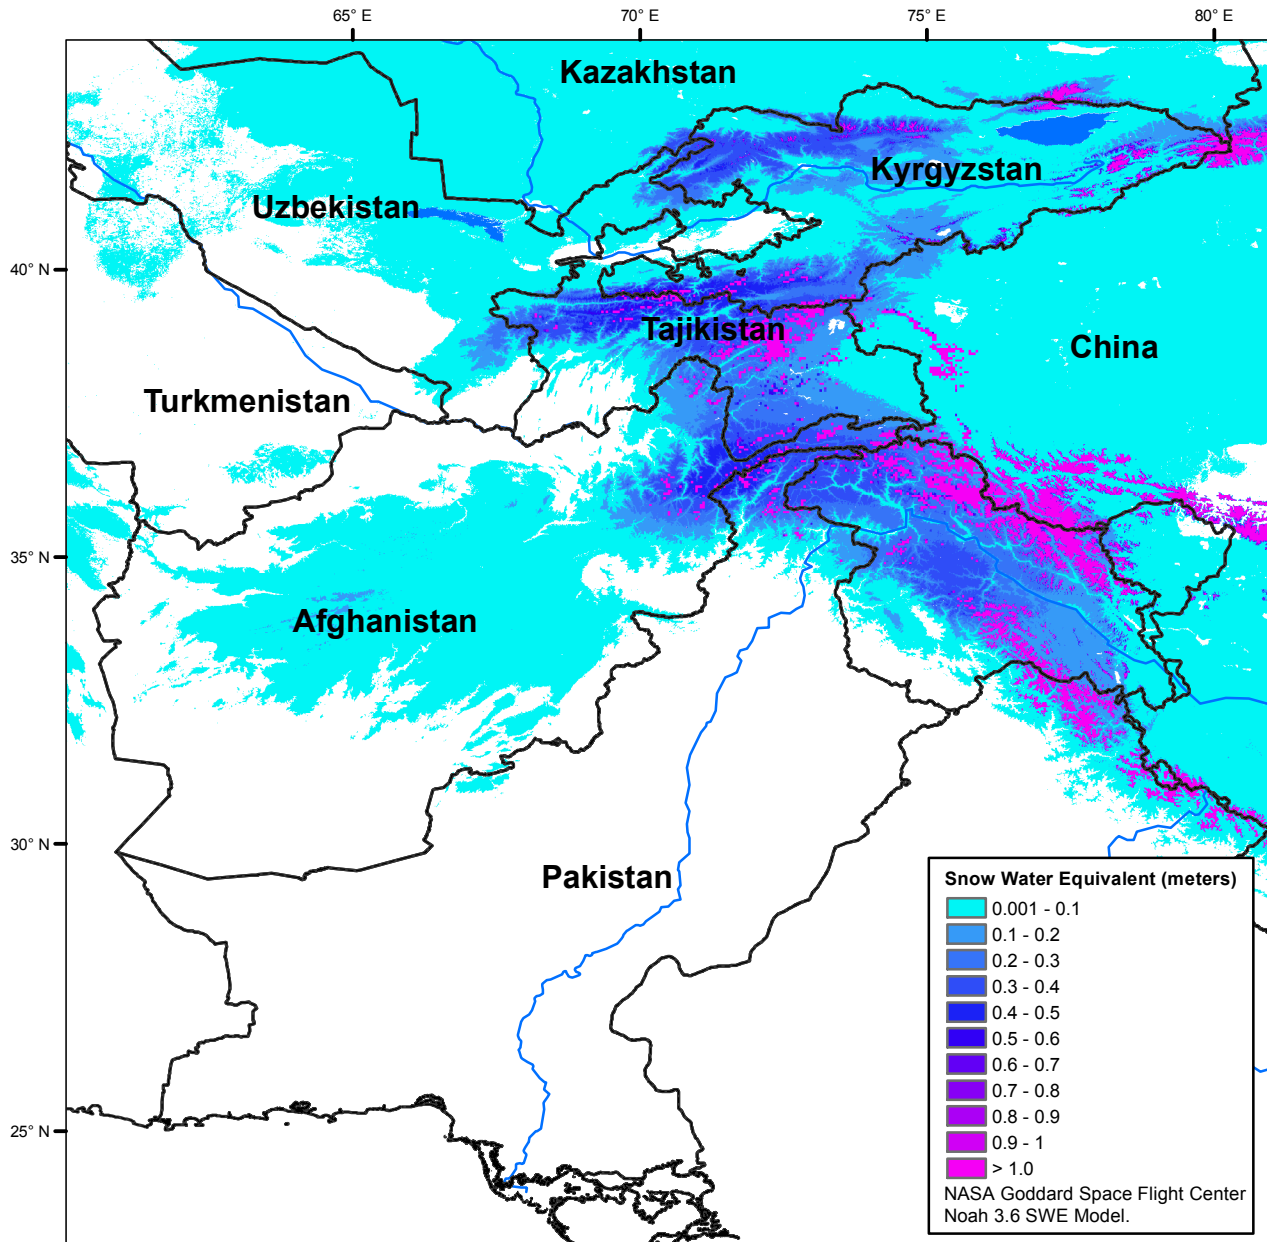 65° E
70° E
75° E
80° E
Kazakhstan
Kyrgyzstan
Uzbekistan
40° N
Tajikistan
China
Turkmenistan
35° N
Afghanistan
30° N
Pakistan
25° N
Snow Water Equivalent (meters)
0.001 - 0.1
0.1 - 0.2
0.2 - 0.3
0.3 - 0.4
0.4 - 0.5
0.5 - 0.6
0.6 - 0.7
0.7 - 0.8
0.8 - 0.9
0.9 - 1
> 1.0
NASA Goddard Space Flight Center
Noah 3.6 SWE Model.